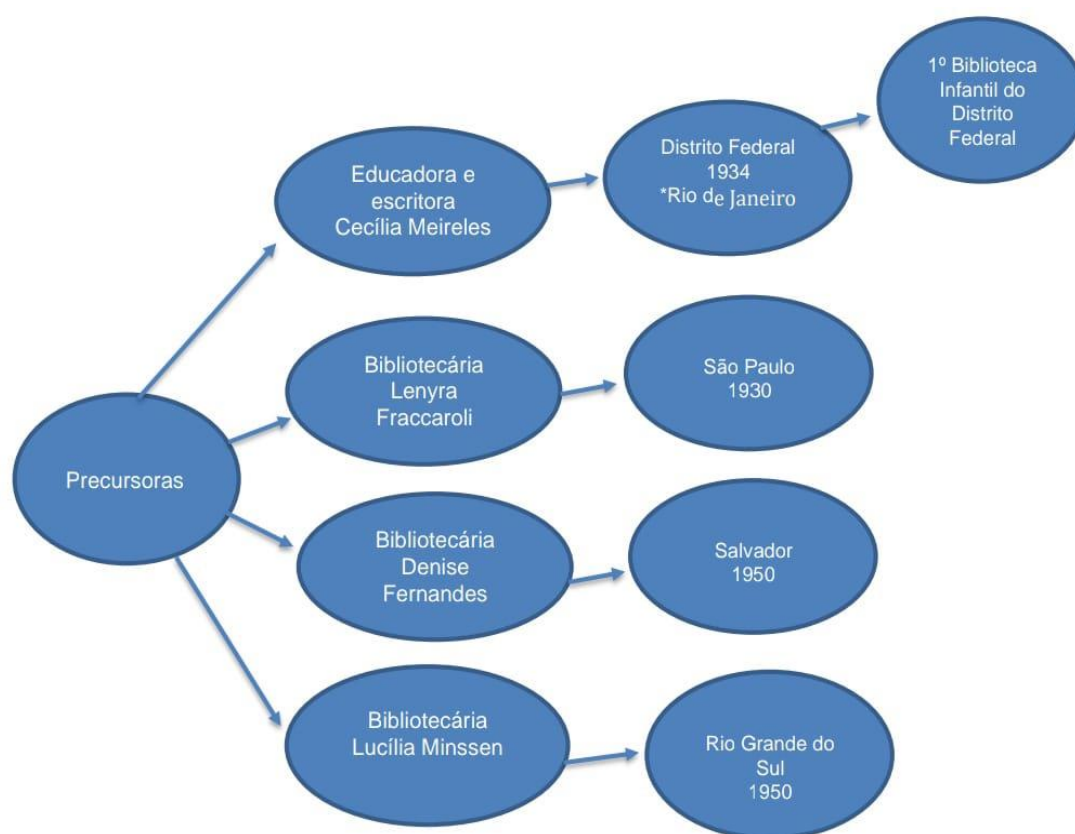 Precursoras
Educadora e
escritora
Cecília Meireles
Distrito Federal
1934
*Rio de Janeiro
1º Biblioteca
Infantil do
Distrito
Federal
Bibliotecária
Lenyra
Fraccaroli
São Paulo
1930
Bibliotecária
Denise
Fernandes
Salvador
1950
Bibliotecária
Lucília Minssen
Rio Grande do
Sul
1950